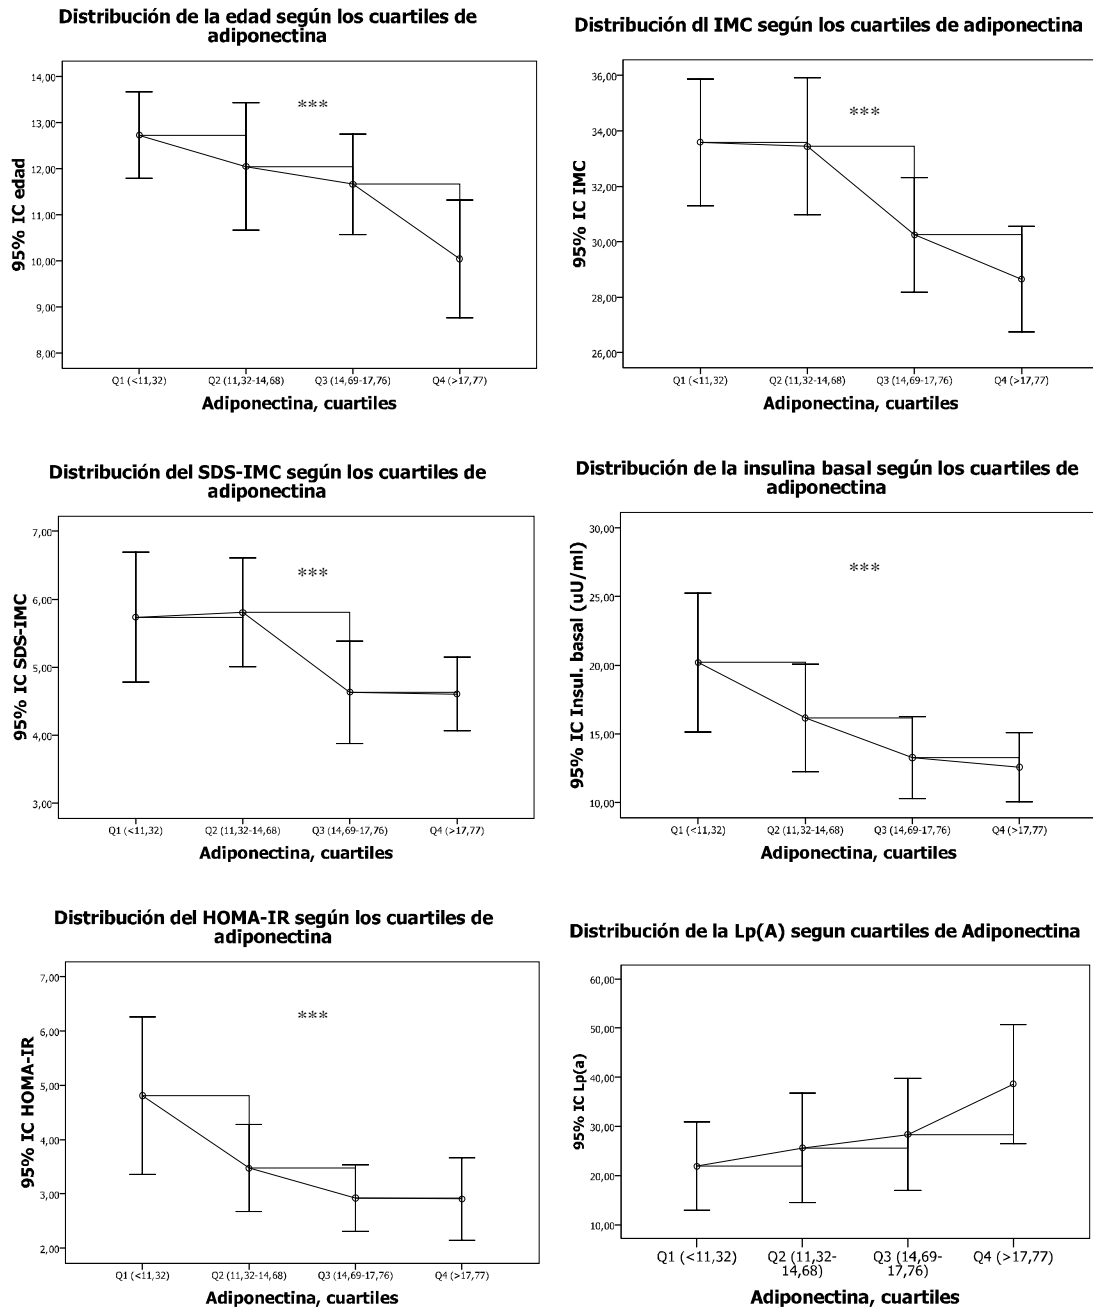 Distribución de la edad según los cuartiles de
adiponectina
***
14,00
13,00
12,00
11,00
10,00
9,00
8,00
95% IC edad
Q1 (<11,32)
Q2 (11,32-14,68)
Q3 (14,69-17,76)
Q4 (>17,77)
Adiponectina, cuartiles
Distribución dl IMC según los cuartiles de adiponectina
***
36,00
34,00
32,00
30,00
28,00
26,00
95% IC IMC
Q1 (<11,32)
Q2 (11,32-14,68)
Q3 (14,69-17,76)
Q4 (>17,77)
Adiponectina, cuartiles
Distribución del SDS-IMC según los cuartiles de
adiponectina
***
7,00
6,00
5,00
4,00
3,00
95% IC SDS-IMC
Q1 (<11,32)
Q2 (11,32-14,68)
Q3 (14,69-17,76)
Q4 (>17,77)
Adiponectina, cuartiles
Distribución de la insulina basal según los cuartiles de
adiponectina
***
30,00
25,00
20,00
15,00
10,00
95% IC Insul. basal (uU/ml)
Q1 (<11,32)
Q2 (11,32-14,68)
Q3 (14,69-17,76)
Q4 (>17,77)
Adiponectina, cuartiles
Distribución del HOMA-IR según los cuartiles de
adiponectina
***
7,00
6,00
5,00
4,00
3,00
2,00
95% IC HOMA-IR
Q1 (<11,32)
Q2 (11,32-14,68)
Q3 (14,69-17,76)
Q4 (>17,77)
Adiponectina, cuartiles
Distribución de la Lp(A) segun cuartiles de Adiponectina
60,00
50,00
40,00
30,00
20,00
10,00
95% IC Lp(a)
Q1 (<11,32)
Q2 (11,32-
14,68)
Q3 (14,69-
17,76)
Q4 (>17,77)
Adiponectina, cuartiles